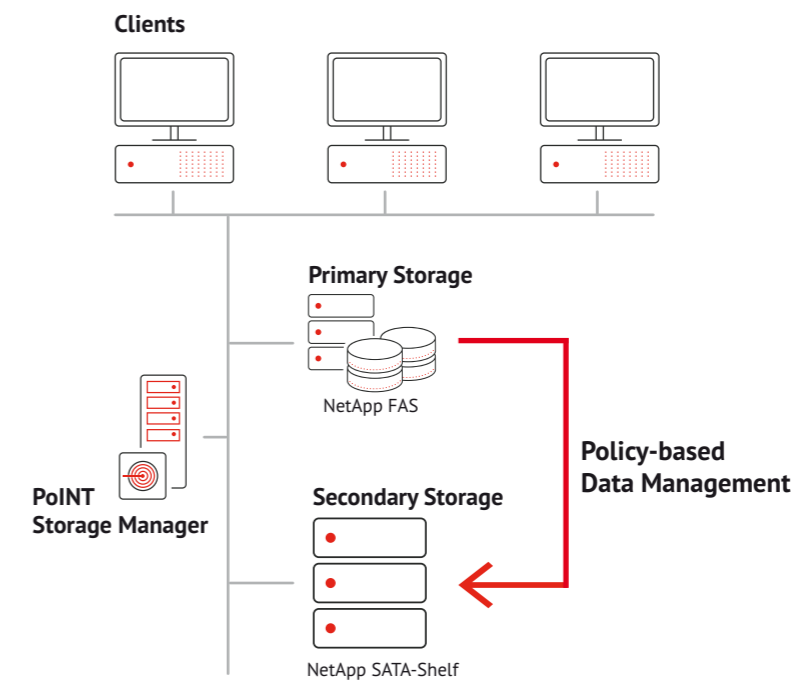 Clients
Primary Storage
NetApp FAS
Policy-based
Data Management
PoINT
Storage Manager
Secondary Storage
NetApp SATA-Shelf